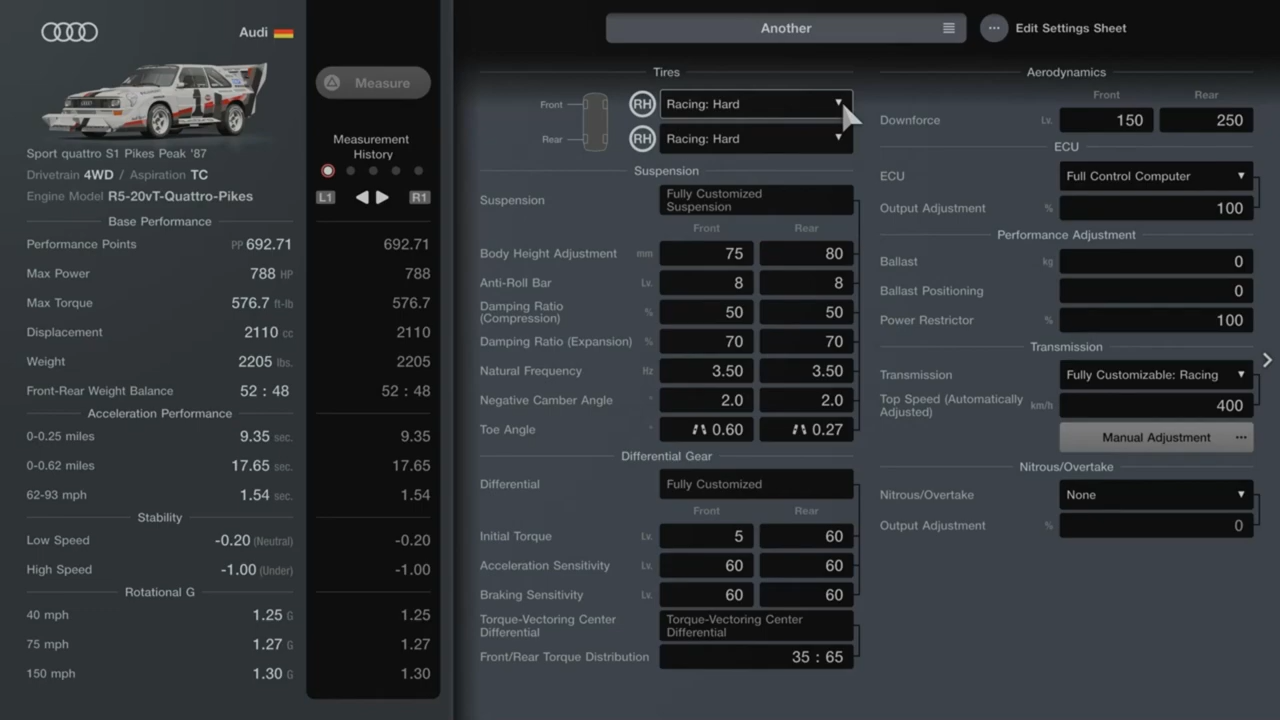 Audi
Sport quattro S1 Pikes Peak '87
Drivetrain 4WD / Aspiration TC
Engine Model R5-20vT-Quattro-Pikes
Base Performance
Performance Points PP 692.71
Max Power 788 HP
Max Torque 576.7 ft-lb
Displacement 2110 cc
Weight 2205 lbs.
Front-Rear Weight Balance 52 : 48
Acceleration Performance
0-0.25 miles 9.35 sec.
0-0.62 miles 17.65 sec.
62-93 mph 1.54 sec.
Stability
Low Speed -0.20 (Neutral)
High Speed -1.00 (Under)
Rotational G
40 mph 1.25 G
75 mph 1.27 G
150 mph 1.30 G
Measure
Measurement
History
L1 R1
692.71
788
576.7
2110
2205
52 : 48
9.35
17.65
1.54
-0.20
-1.00
1.25
1.27
1.30
Another
Edit Settings Sheet
Tires
Front RH Racing: Hard
Rear RH Racing: Hard
Suspension
Suspension Fully Customized
Suspension
Front Rear
Body Height Adjustment mm 75 80
Anti-Roll Bar Lv. 8 8
Damping Ratio
(Compression) % 50 50
Damping Ratio (Expansion) % 70 70
Natural Frequency Hz 3.50 3.50
Negative Camber Angle ° 2.0 2.0
Toe Angle ° 0.60 0.27
Differential Gear
Differential Fully Customized
Front Rear
Initial Torque Lv. 5 60
Acceleration Sensitivity Lv. 60 60
Braking Sensitivity Lv. 60 60
Torque-Vectoring Center
Differential
Torque-Vectoring Center
Differential
Front/Rear Torque Distribution 35 : 65
Aerodynamics
Front Rear
Downforce Lv. 150 250
ECU
ECU Full Control Computer
Output Adjustment % 100
Performance Adjustment
Ballast kg 0
Ballast Positioning 0
Power Restrictor % 100
Transmission
Transmission Fully Customizable: Racing
Top Speed (Automatically
Adjusted) km/h 400
Manual Adjustment
Nitrous/Overtake
Nitrous/Overtake None
Output Adjustment % 0